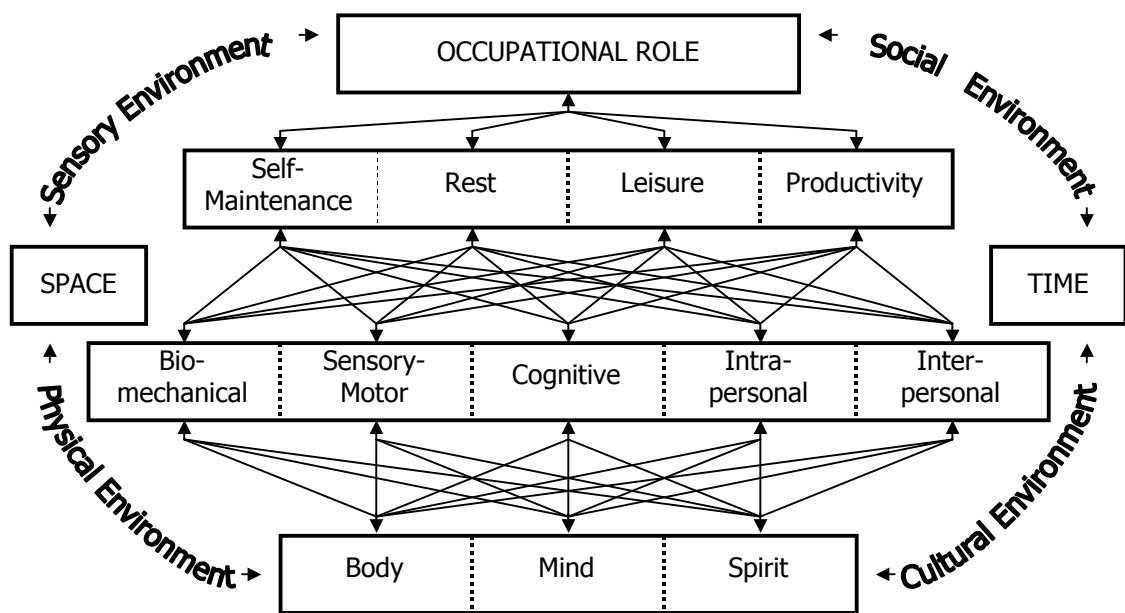 OCCUPATIONAL ROLE
Sensory Environment
Social Environment
Self-
Maintenance
Rest
Leisure
Productivity
SPACE
TIME
Bio-
mechanical
Sensory-
Motor
Cognitive
Intra-
personal
Inter-
personal
Physical Environment
Cultural Environment
Body
Mind
Spirit